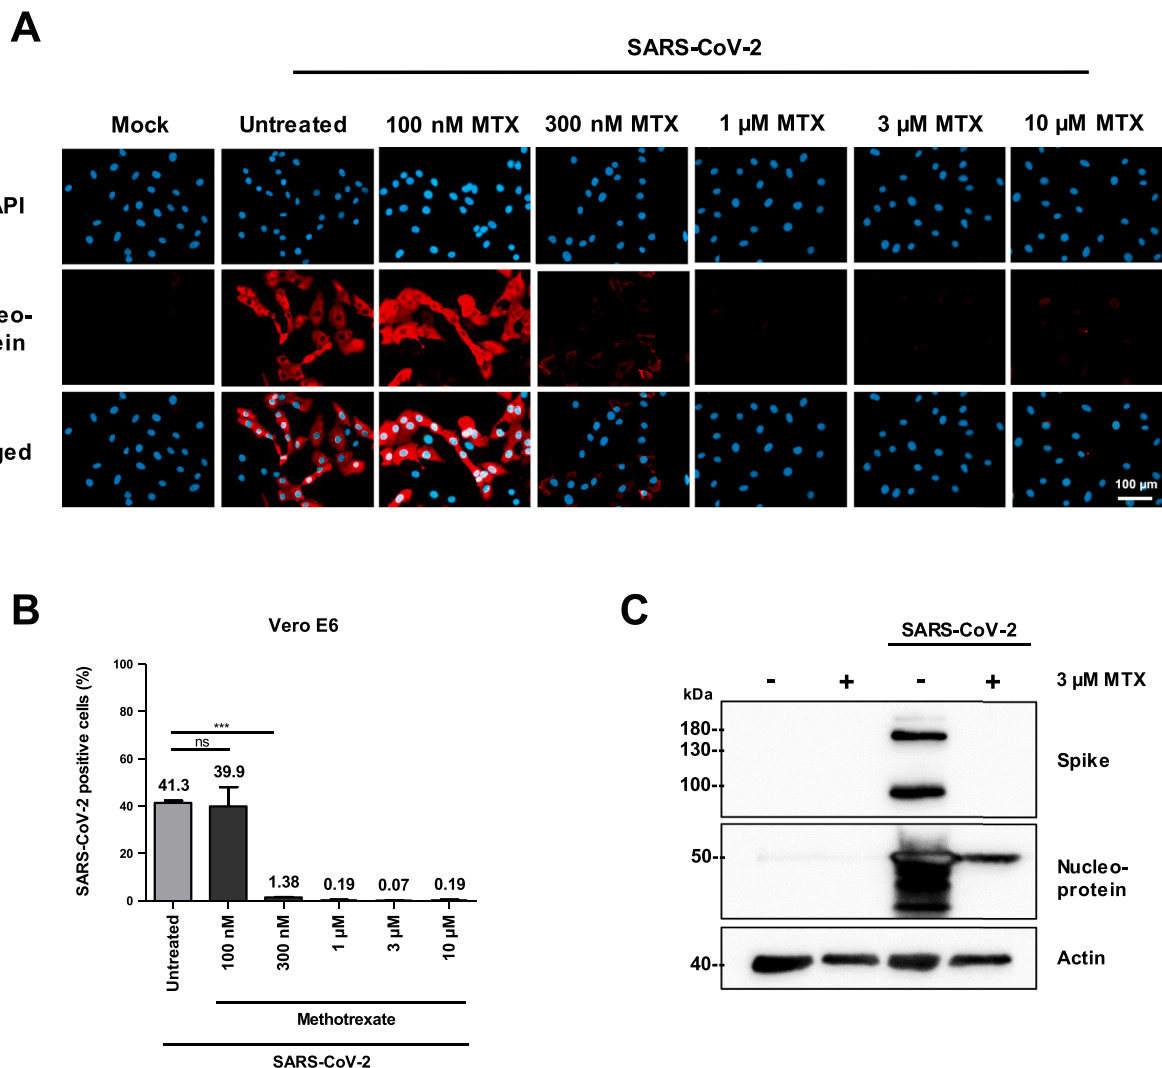 A
SARS-CoV-2
Mock Untreated 100 nM MTX 300 nM MTX 1 µM MTX 3 µM MTX 10 µM MTX
API
eo-
ein
ged
100 µm
B
Vero E6
SARS-CoV-2 positive cells (%)
100
80
60
40
20
0
***
ns
41.3 39.9 1.38 0.19 0.07 0.19
Untreated 100 nM 300 nM 1 µM 3 µM 10 µM
Methotrexate
SARS-CoV-2
C
SARS-CoV-2
- + - + 3 µM MTX
kDa
180-
130-
100-
Spike
50-
Nucleo-
protein
40-
Actin